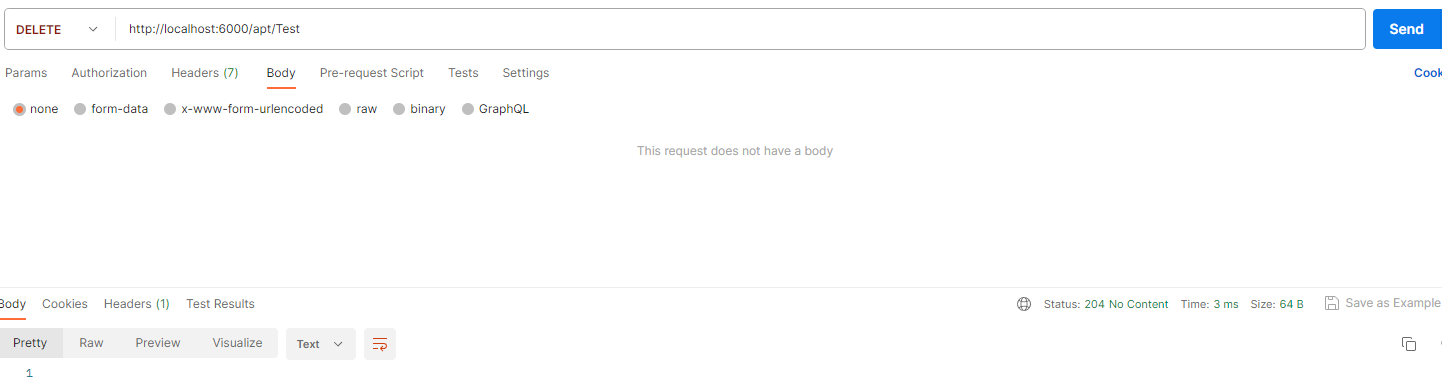 DELETE http://localhost:6000/apt/Test Send
Params Authorization Headers (7) Body Pre-request Script Tests Settings Cook
none form-data x-www-form-urlencoded raw binary GraphQL
This request does not have a body
Body Cookies Headers (1) Test Results Status: 204 No Content Time: 3 ms Size: 64 B Save as Example
Pretty Raw Preview Visualize Text
1